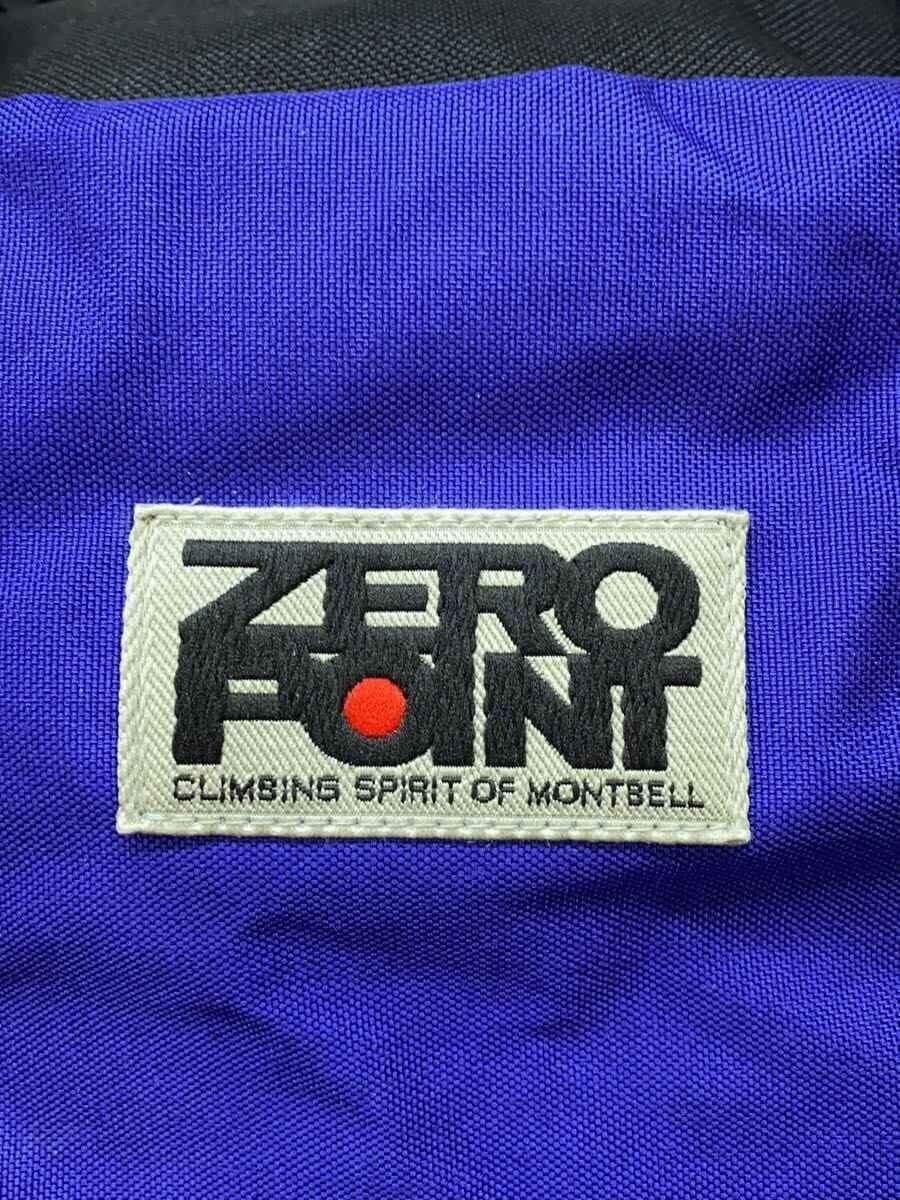 ZERO
POINT
CLIMBING SPIRIT OF MONTBELL